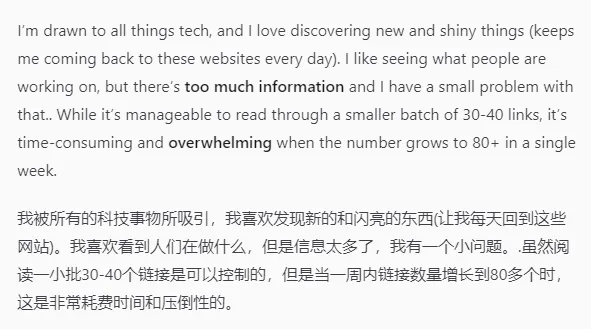 I'm drawn to all things tech, and I love discovering new and shiny things (keeps
me coming back to these websites every day). I like seeing what people are
working on, but there's too much information and I have a small problem with
that.. While it's manageable to read through a smaller batch of 30-40 links, it's
time-consuming and overwhelming when the number grows to 80+ in a single
week.
我被所有的科技事物所吸引，我喜欢发现新的和闪亮的东西(让我每天回到这些
网站)。我喜欢看到人们在做什么，但是信息太多了，我有一个小问题。.虽然阅
读一小批30-40个链接是可以控制的，但是当一周内链接数量增长到80多个时，
这是非常耗费时间和压倒性的。